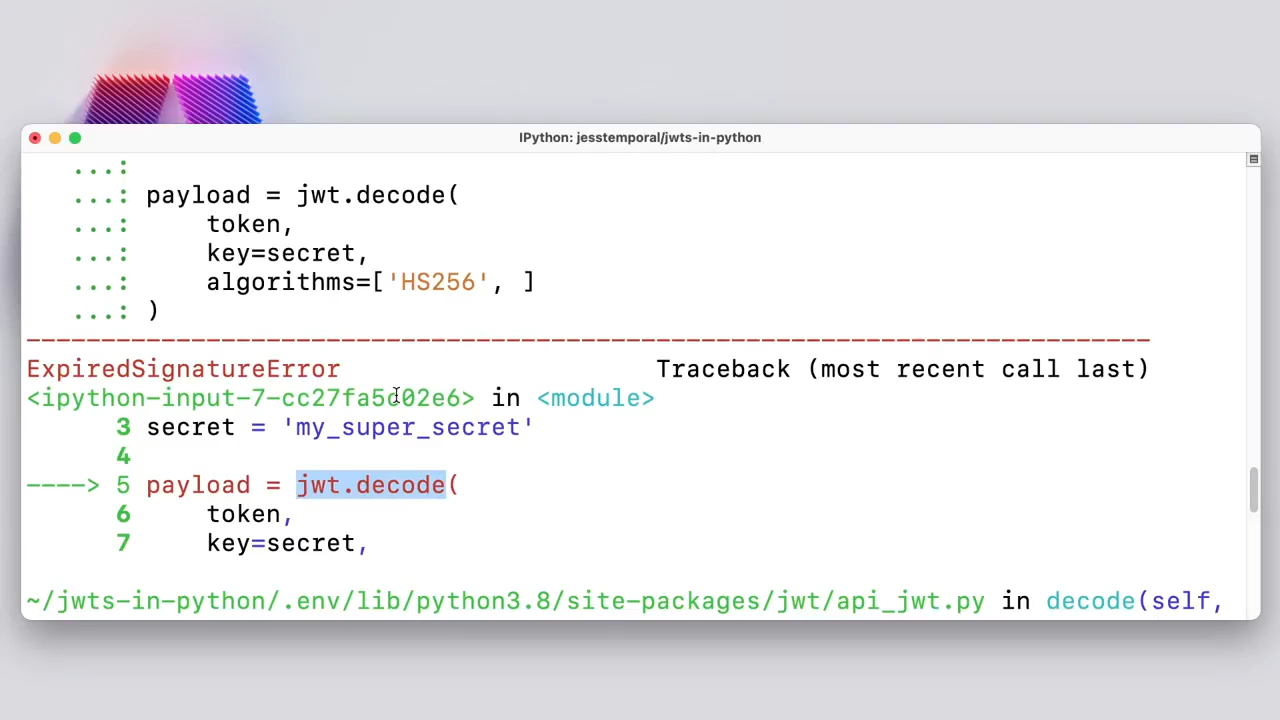 IPython: jesstemporal/jwts-in-python
...:
...: payload = jwt.decode(
...:     token,
...:     key=secret,
...:     algorithms=['HS256', ]
...: )
---------------------------------------------------------------------------
ExpiredSignatureError                     Traceback (most recent call last)
<ipython-input-7-cc27fa5d02e6> in <module>
      3 secret = 'my_super_secret'
      4
----> 5 payload = jwt.decode(
      6     token,
      7     key=secret,
~/jwts-in-python/.env/lib/python3.8/site-packages/jwt/api_jwt.py in decode(self,